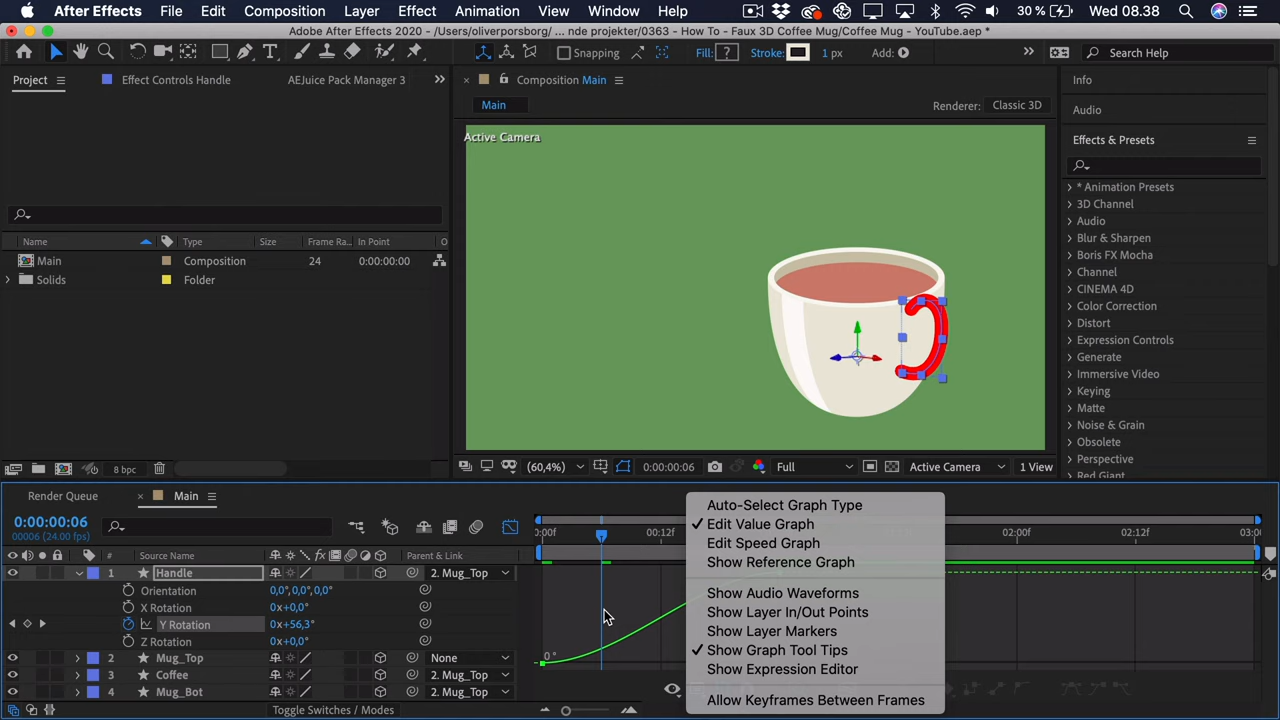 After Effects File Edit Composition Layer Effect Animation View Window Help 30 % Wed 08.38
Adobe After Effects 2020 - /Users/oliverporsborg/ ... nde projekter/0363 - How To - Faux 3D Coffee Mug/Coffee Mug - YouTube.aep *
Snapping Fill: ? Stroke: 1 px Add: Search Help
Project Effect Controls Handle AEJuice Pack Manager 3
Composition Main
Info
Main
Renderer: Classic 3D
Audio
Active Camera
Effects & Presets
* Animation Presets
3D Channel
Audio
Blur & Sharpen
Boris FX Mocha
Channel
CINEMA 4D
Color Correction
Distort
Expression Controls
Generate
Immersive Video
Keying
Matte
Noise & Grain
Obsolete
Perspective
Red Giant
Name Type Size Frame Ra... In Point O
Main Composition 24 0:00:00:00
Solids Folder
8 bpc
(60,4%) 0:00:00:06 Full Active Camera 1 View
Render Queue Main
0:00:00:06
00006 (24.00 fps)
# Source Name Parent & Link
1 Handle 2. Mug_Top
Orientation 0,0°,0,0°,0,0°
X Rotation 0x+0,0°
Y Rotation 0x+56,3°
Z Rotation 0x+0,0°
2 Mug_Top None
3 Coffee 2. Mug_Top
4 Mug_Bot 2. Mug_Top
Toggle Switches / Modes
:00f 00:12f 02:00f 02:12f 03:00
0 °
Auto-Select Graph Type
Edit Value Graph
Edit Speed Graph
Show Reference Graph
Show Audio Waveforms
Show Layer In/Out Points
Show Layer Markers
Show Graph Tool Tips
Show Expression Editor
Allow Keyframes Between Frames